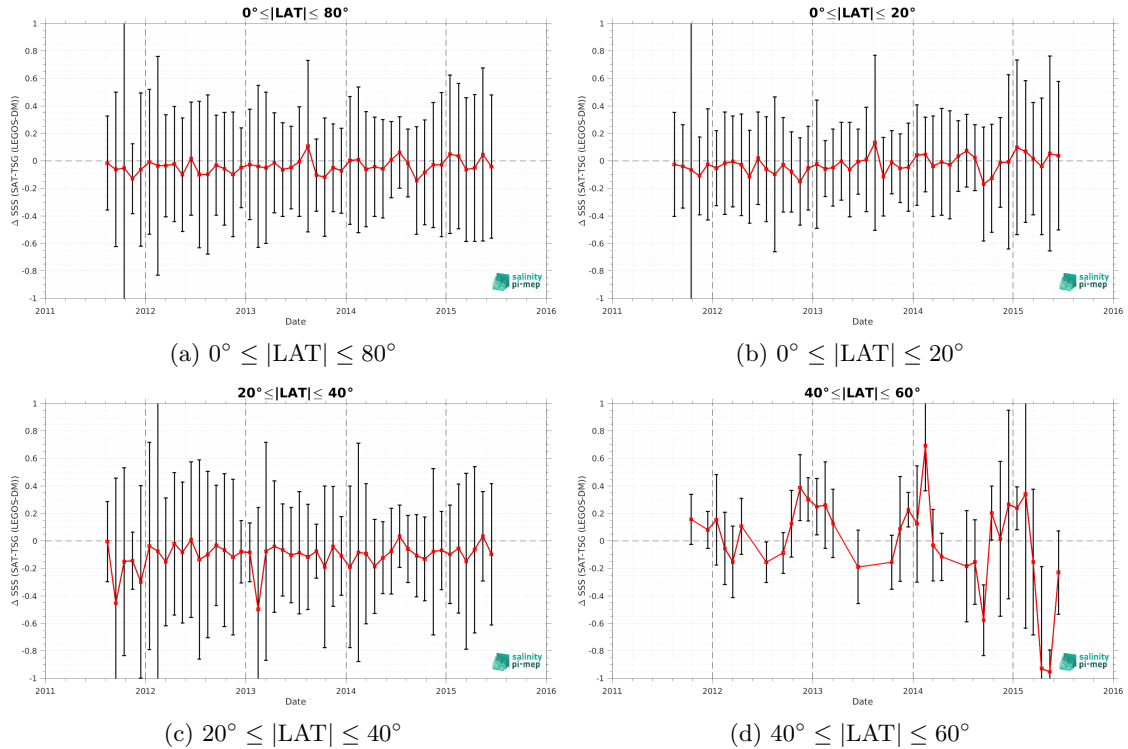 0°≤|LAT|≤ 80°
Δ SSS (SAT-TSG (LEGOS-DM))
1
0.8
0.6
0.4
0.2
0
-0.2
-0.4
-0.6
-0.8
-1
2011 2012 2013 2014 2015 2016
Date
salinity
pi-mep
(a) 0° ≤ |LAT| ≤ 80°
0°≤|LAT|≤ 20°
Δ SSS (SAT-TSG (LEGOS-DM))
1
0.8
0.6
0.4
0.2
0
-0.2
-0.4
-0.6
-0.8
-1
2011 2012 2013 2014 2015 2016
Date
salinity
pi-mep
(b) 0° ≤ |LAT| ≤ 20°
20°≤|LAT|≤ 40°
Δ SSS (SAT-TSG (LEGOS-DM))
1
0.8
0.6
0.4
0.2
0
-0.2
-0.4
-0.6
-0.8
-1
2011 2012 2013 2014 2015 2016
Date
salinity
pi-mep
(c) 20° ≤ |LAT| ≤ 40°
40°≤|LAT|≤ 60°
Δ SSS (SAT-TSG (LEGOS-DM))
1
0.8
0.6
0.4
0.2
0
-0.2
-0.4
-0.6
-0.8
-1
2011 2012 2013 2014 2015 2016
Date
salinity
pi-mep
(d) 40° ≤ |LAT| ≤ 60°